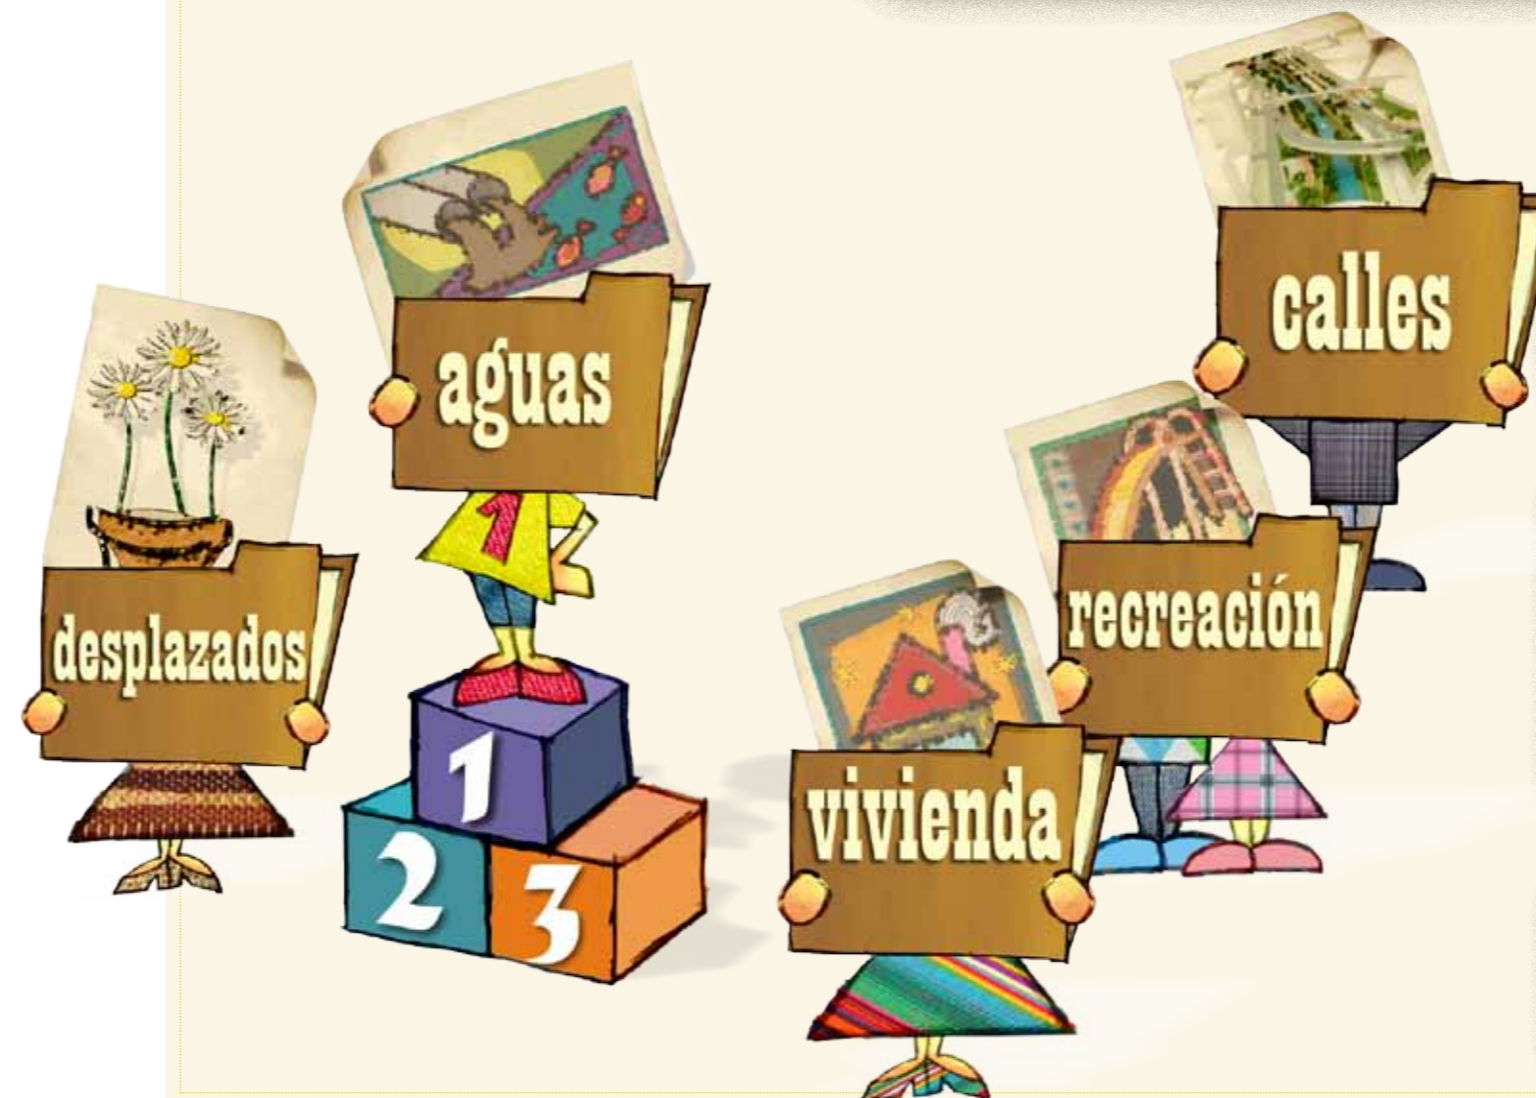 calles
aguas
1
recreación
desplazados
1
vivienda
2
3